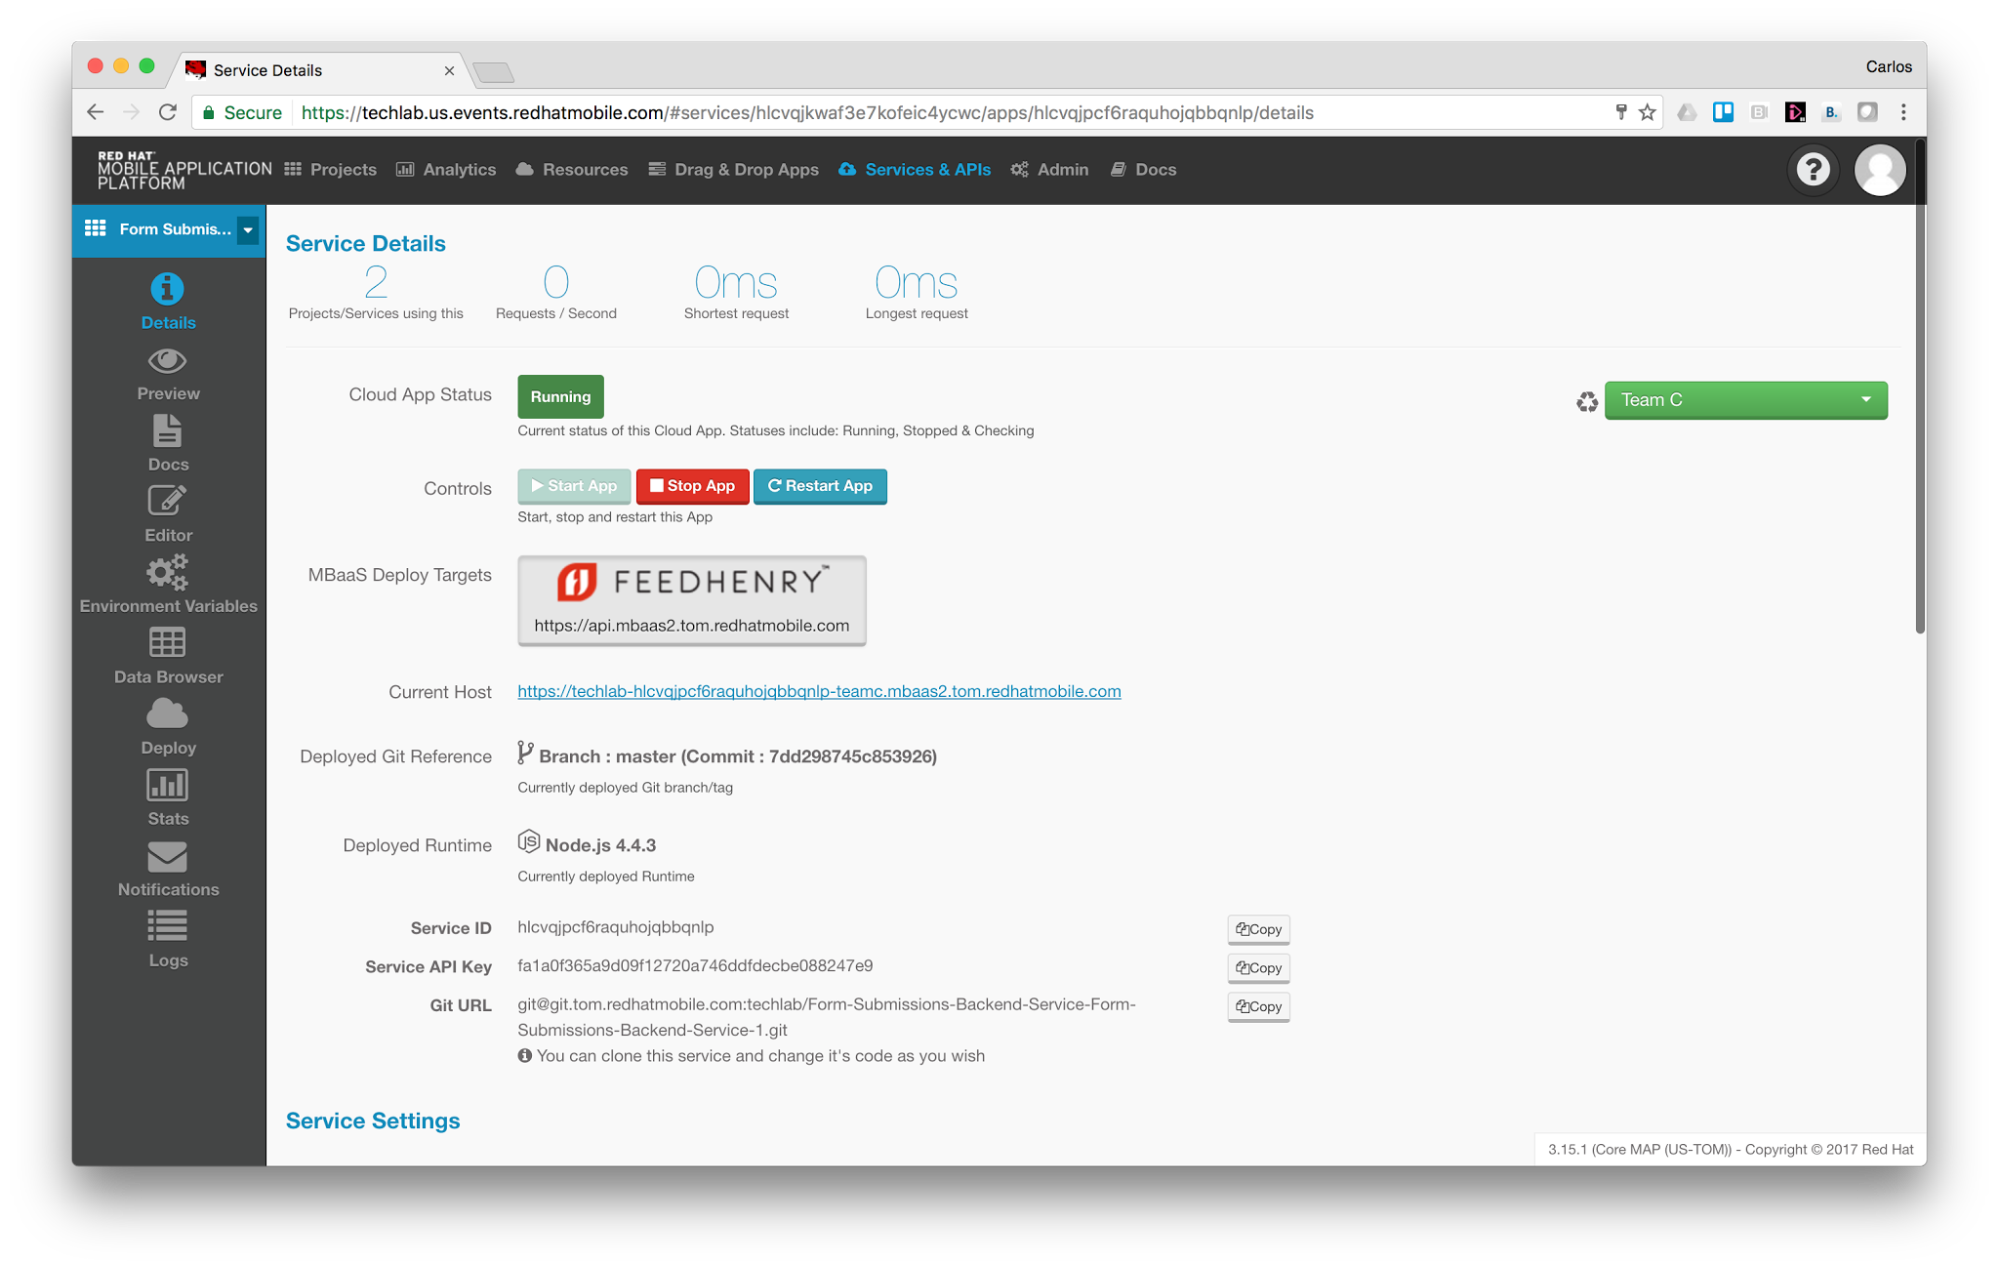 Service Details
Carlos
Secure https://techlab.us.events.redhatmobile.com/#services/hlcvqjkwaf3e7kofeic4ycwc/apps/hlcvqjpcf6raquhojqbbqnlp/details
B.
RED HAT
MOBILE APPLICATION
PLATFORM
Projects Analytics Resources Drag & Drop Apps Services & APIs Admin Docs
?
Form Submis...
Details
Preview
Docs
Editor
Environment Variables
Data Browser
Deploy
Stats
Notifications
Logs
Service Details
2 0 0ms 0ms
Projects/Services using this Requests / Second Shortest request Longest request
Cloud App Status Running
Team C
Current status of this Cloud App. Statuses include: Running, Stopped & Checking
Controls Start App Stop App Restart App
Start, stop and restart this App
MBaaS Deploy Targets FEEDHENRY™
https://api.mbaas2.tom.redhatmobile.com
Current Host https://techlab-hlcvqjpcf6raquhojqbbqnlp-teamc.mbaas2.tom.redhatmobile.com
Deployed Git Reference Branch : master (Commit : 7dd298745c853926)
Currently deployed Git branch/tag
Deployed Runtime JS Node.js 4.4.3
Currently deployed Runtime
Service ID hlcvqjpcf6raquhojqbbqnlp Copy
Service API Key fa1a0f365a9d09f12720a746ddfdecbe088247e9 Copy
Git URL git@git.tom.redhatmobile.com:techlab/Form-Submissions-Backend-Service-Form- Copy
Submissions-Backend-Service-1.git
You can clone this service and change it's code as you wish
Service Settings
3.15.1 (Core MAP (US-TOM)) - Copyright © 2017 Red Hat